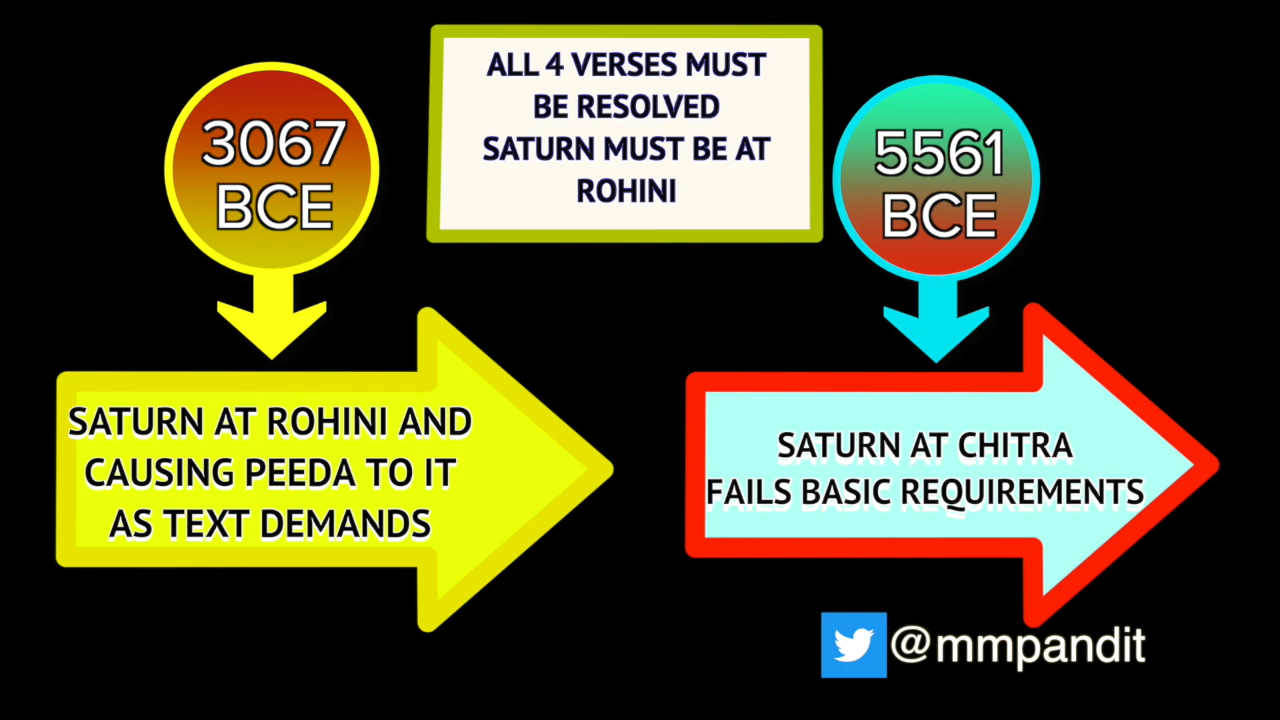 ALL 4 VERSES MUST
BE RESOLVED
SATURN MUST BE AT
ROHINI
3067
BCE
5561
BCE
SATURN AT ROHINI AND
CAUSING PEEDA TO IT
AS TEXT DEMANDS
SATURN AT CHITRA
FAILS BASIC REQUIREMENTS
@mmpandit